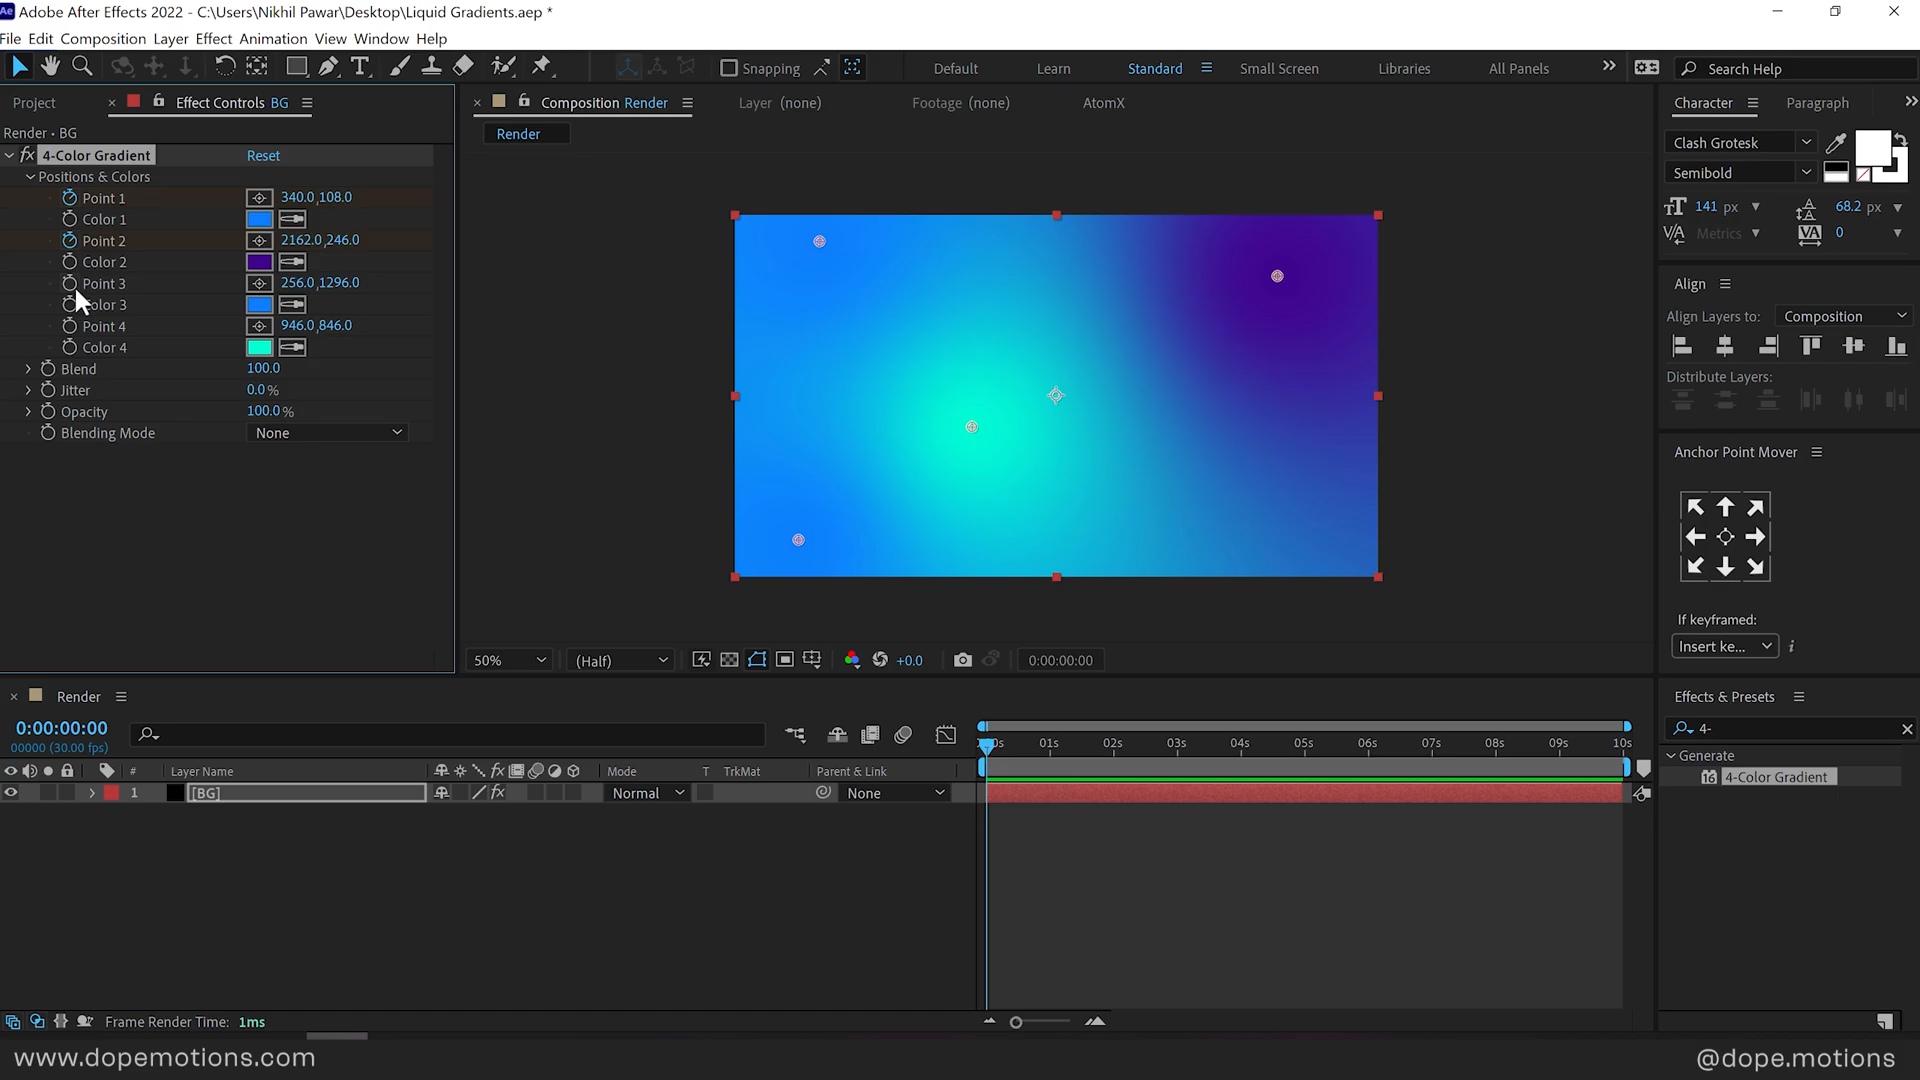 Ae Adobe After Effects 2022 - C:\Users\Nikhil Pawar\Desktop\Liquid Gradients.aep *
File Edit Composition Layer Effect Animation View Window Help
Snapping
Default Learn Standard Small Screen Libraries All Panels
Search Help
Project
Effect Controls BG
Render • BG
fx 4-Color Gradient Reset
Positions & Colors
Point 1 340.0,108.0
Color 1
Point 2 2162.0,246.0
Color 2
Point 3 256.0,1296.0
Color 3
Point 4 946.0,846.0
Color 4
Blend 100.0
Jitter 0.0 %
Opacity 100.0 %
Blending Mode None
Composition Render
Layer (none)
Footage (none)
AtomX
Render
50% (Half) +0.0 0:00:00:00
Character Paragraph
Clash Grotesk
Semibold
141 px 68.2 px
Metrics 0
Align
Align Layers to: Composition
Distribute Layers:
Anchor Point Mover
If keyframed:
Insert ke...
Effects & Presets
4-
Generate
4-Color Gradient
Render
0:00:00:00
00000 (30.00 fps)
01s 02s 03s 04s 05s 06s 07s 08s 09s 10s
# Layer Name fx Mode T TrkMat Parent & Link
1 [BG] fx Normal None
Frame Render Time: 1ms
www.dopemotions.com
@dope.motions